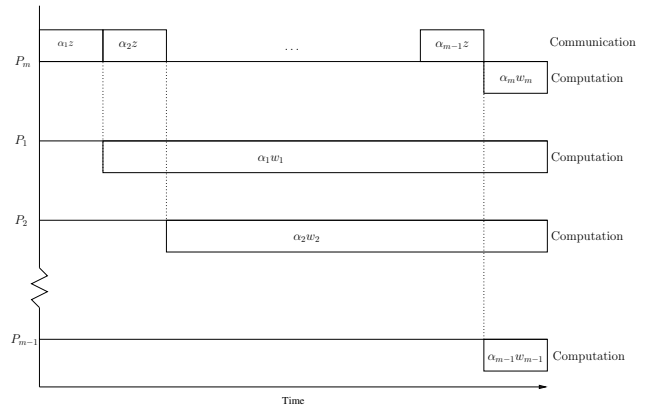 α₁z α₂z ... αₘ₋₁z Communication
Pₘ
αₘwₘ Computation
P₁
α₁w₁ Computation
P₂
α₂w₂ Computation
Pₘ₋₁
αₘ₋₁wₘ₋₁ Computation
Time